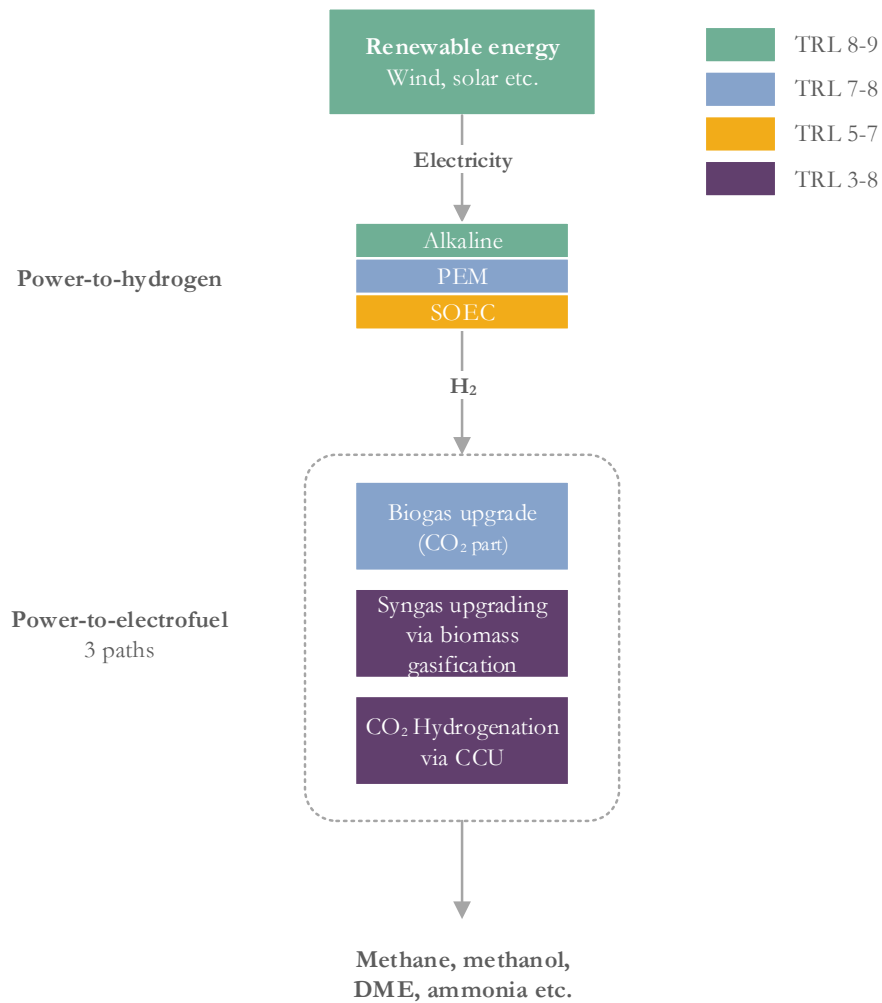 Renewable energy
Wind, solar etc.
TRL 8-9
TRL 7-8
TRL 5-7
TRL 3-8
Electricity
Power-to-hydrogen
Alkaline
PEM
SOEC
H₂
Power-to-electrofuel
3 paths
Biogas upgrade
(CO₂ part)
Syngas upgrading
via biomass
gasification
CO₂ Hydrogenation
via CCU
Methane, methanol,
DME, ammonia etc.